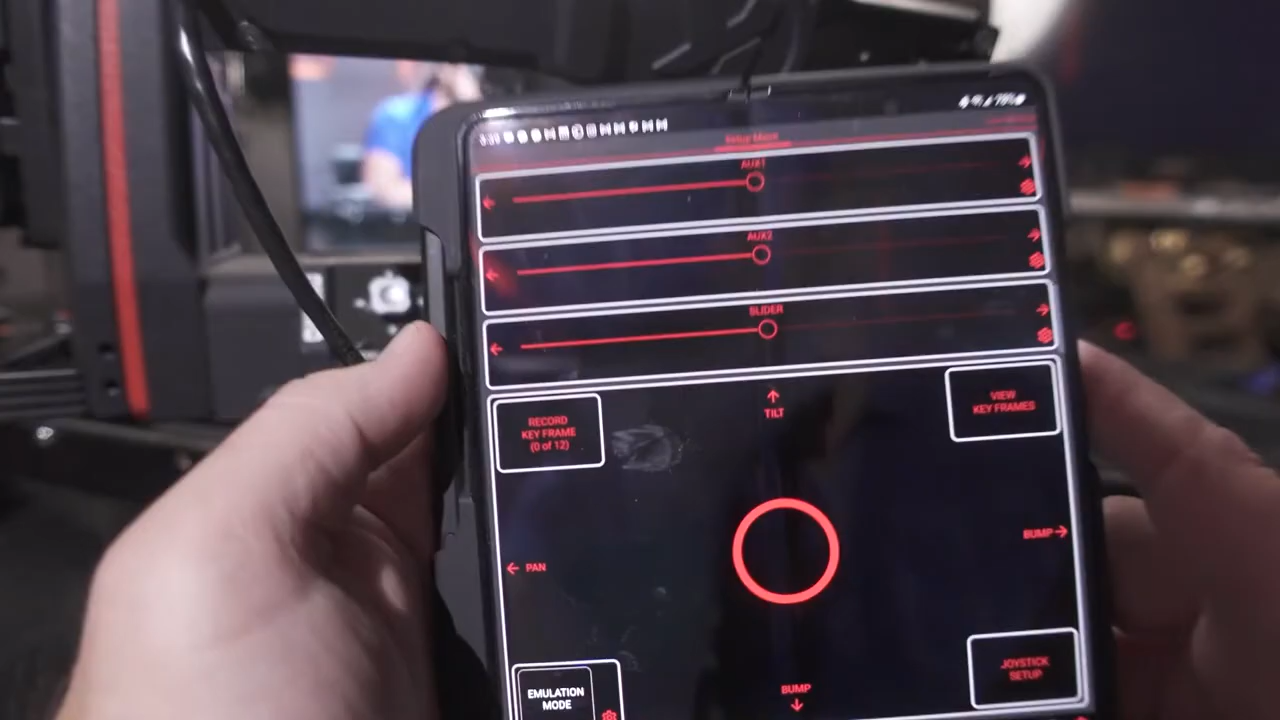 Setup Move
AUX1
AUX2
SLIDER
TILT
VIEW
KEY FRAMES
RECORD
KEY FRAME
(0 of 12)
BUMP
PAN
JOYSTICK
SETUP
BUMP
EMULATION
MODE